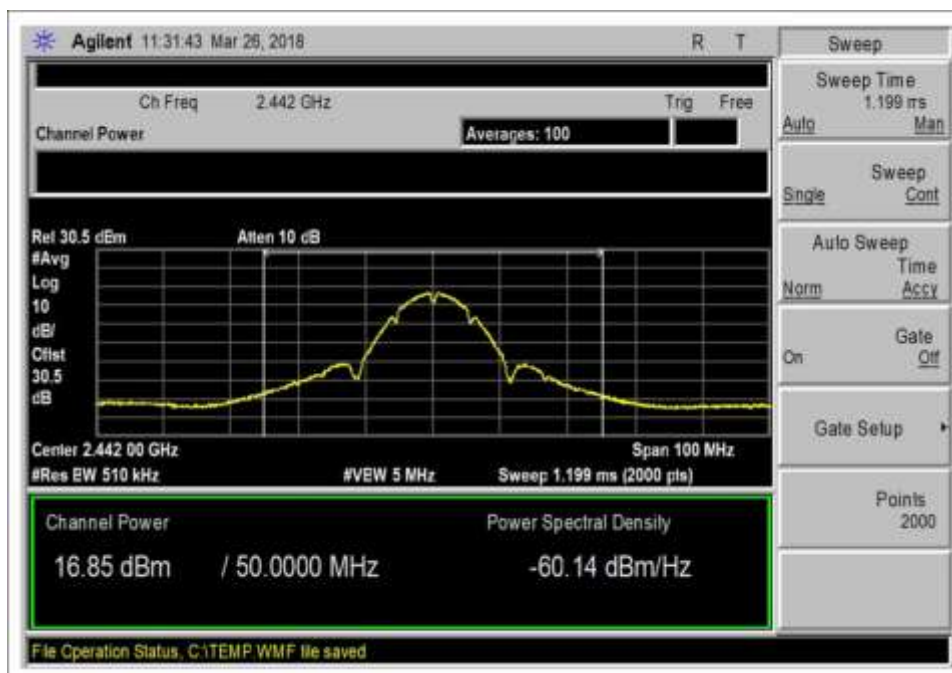 Agilent 11:31:43 Mar 26, 2018 R T
Sweep
Ch Freq 2.442 GHz Trig Free
Channel Power Averages: 100
Ref 30.5 dBm Atten 10 dB
#Avg
Log
10
dB/
Offst
30.5
dB
Center 2.442 00 GHz Span 100 MHz
#Res BW 510 kHz #VBW 5 MHz Sweep 1.199 ms (2000 pts)
Channel Power Power Spectral Density
16.85 dBm / 50.0000 MHz -60.14 dBm/Hz
File Operation Status, C:\TEMP.WMF file saved
Sweep Time
1.199 ms
Auto Man
Sweep
Single Cont
Auto Sweep
Time
Norm Accy
Gate
On Off
Gate Setup
Points
2000